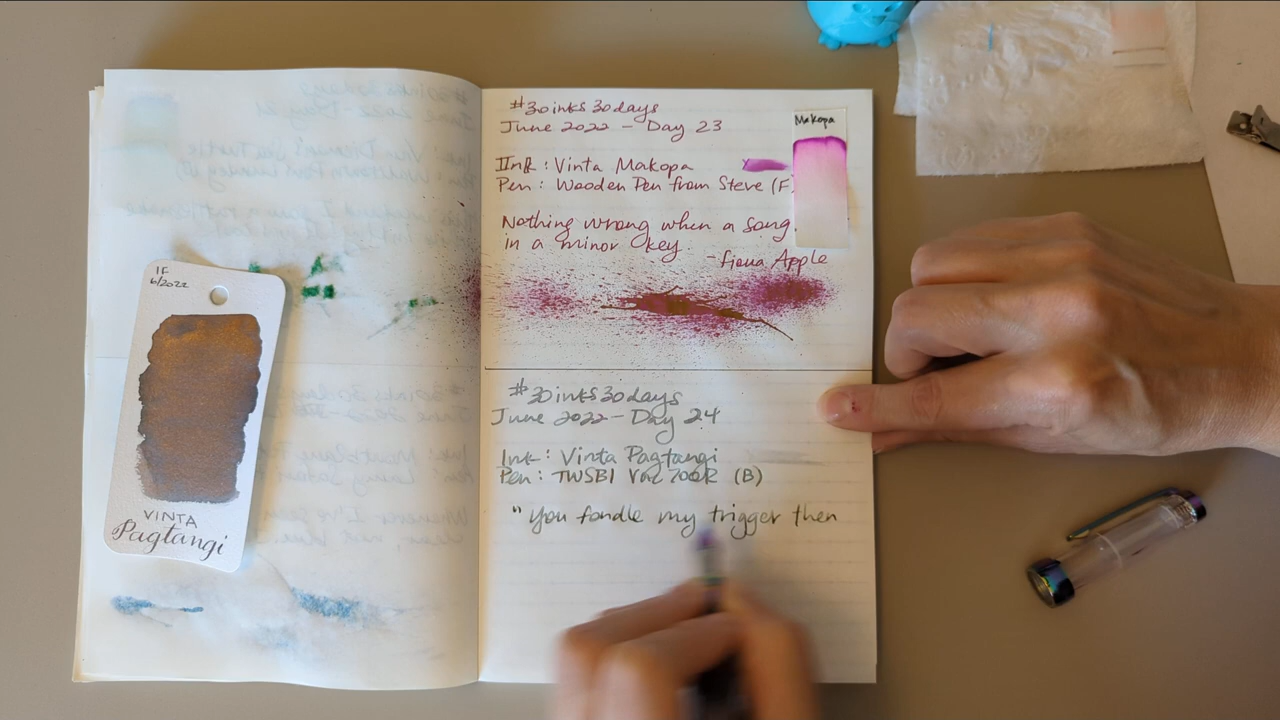 IF
6/2022
VINTA
Pagtangi
#30inks30days
June 2022 - Day 23
Ink : Vinta Makopa
Pen : Wooden Pen from Steve (F
Nothing wrong when a song
in a minor key.
- Fiona Apple
Makopa
#30inks30days
June 2022 - Day 24
Ink : Vinta Pagtangi
Pen : TWSBI Vac 700R (B)
" You fondle my trigger then